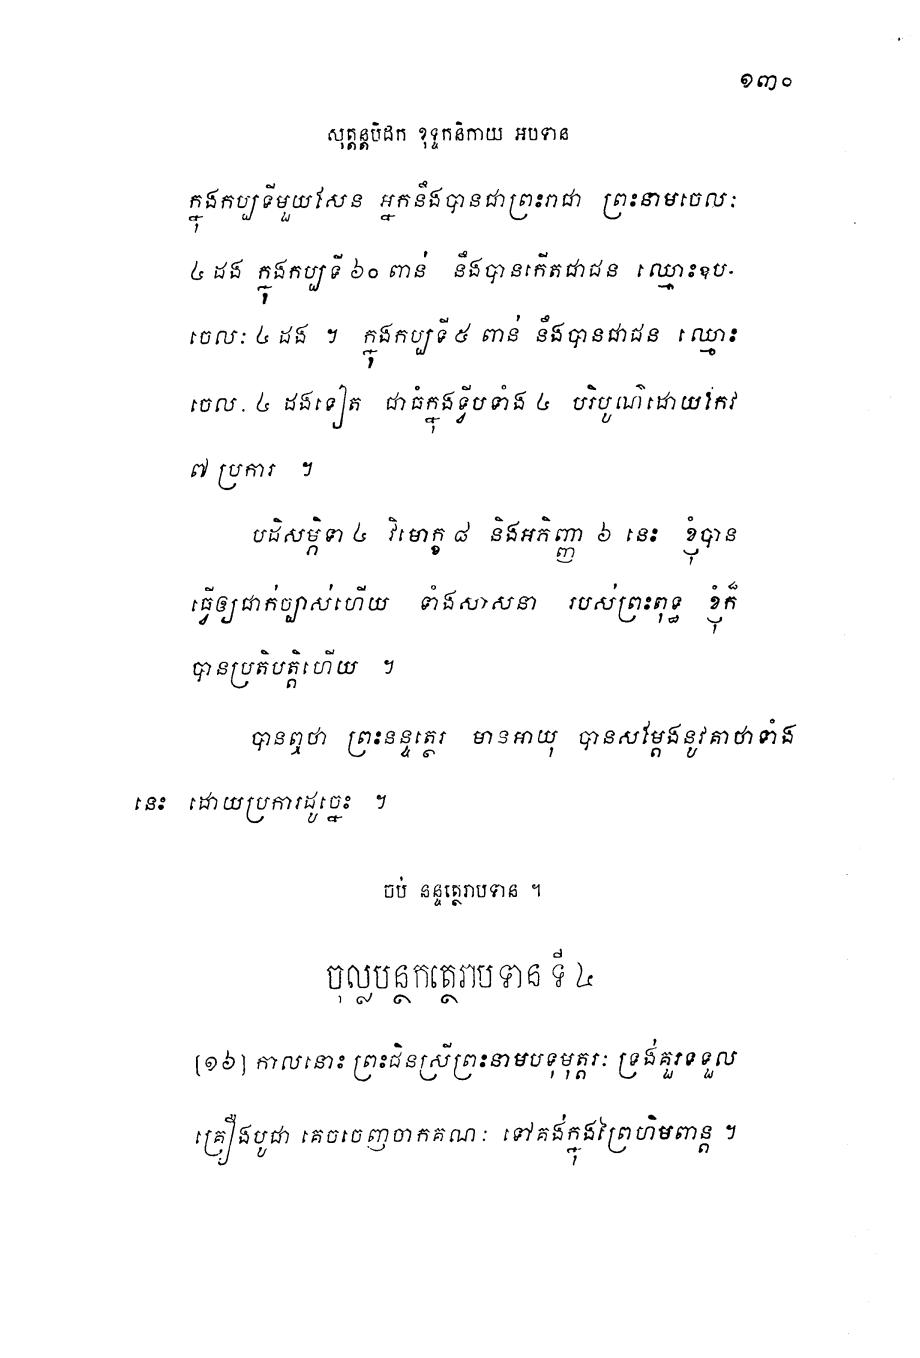 ១៣០
សុត្តន្តបិដក ខុទ្ទកនិកាយ អបទាន
ក្នុងកប្បទីមួយសែន អ្នកនឹងបានជាព្រះរាជា ព្រះនាមចេលៈ
៤ ដង ក្នុងកប្បទី ៦០ ពាន់ នឹងបានកើតជាជន ឈ្មោះឧប-
ចេលៈ ៤ ដង ។ ក្នុងកប្បទី ៥ ពាន់ នឹងបានជាជន ឈ្មោះ
ចេលៈ ៤ ដងទៀត ជាធំក្នុងទ្វីបទាំង ៤ បរិបូណ៌ដោយកែវ
៧ ប្រការ ។
បដិសម្ភិទា ៤ វិមោក្ខ ៨ និងអភិញ្ញា ៦ នេះ ខ្ញុំបាន
ធ្វើឲ្យជាក់ច្បាស់ហើយ ទាំងសាសនា របស់ព្រះពុទ្ធ ខ្ញុំក៏
បានប្រតិបត្តិហើយ ។
បានឮថា ព្រះនន្ទត្ថេរ មានអាយុ បានសម្ដែងនូវគាថាទាំង
នេះ ដោយប្រការដូច្នេះ ។
ចប់ នន្ទត្ថេរាបទាន ។
ចុល្លបន្ថកត្ថេរាបទាន ទី ៤
[១៦] កាលនោះ ព្រះជិនស្រីព្រះនាមបទុមុត្តរៈ ទ្រង់គួរទទួល
គ្រឿងបូជា គេចចេញចាកគណៈ ទៅគង់ក្នុងព្រៃហិមពាន្ត ។